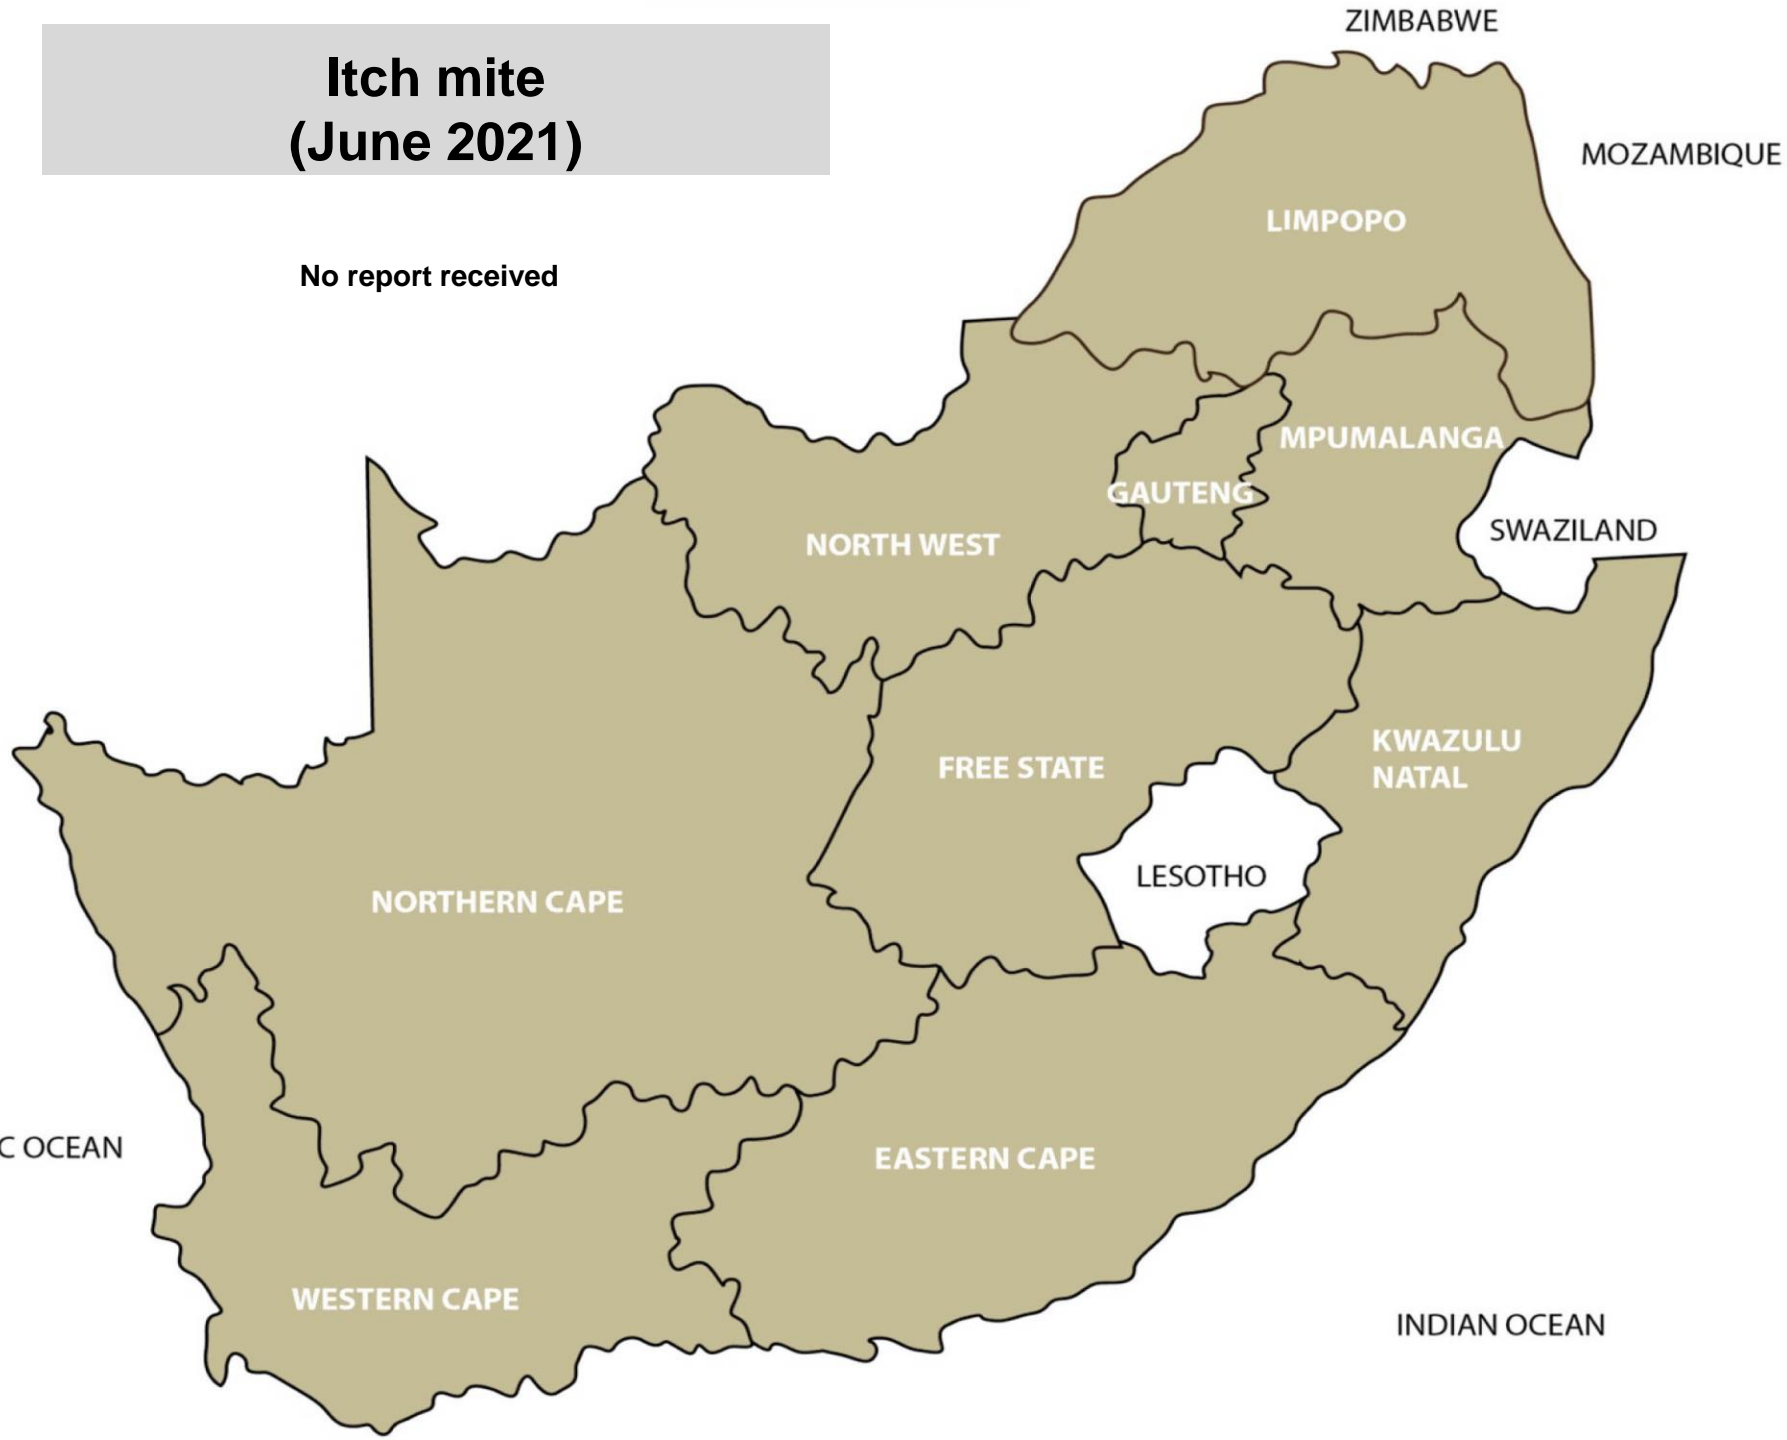 ZIMBABWE
Itch mite
(June 2021)
MOZAMBIQUE
LIMPOPO
No report received
MPUMALANGA
GAUTENG
SWAZILAND
NORTH WEST
KWAZULU
NATAL
FREE STATE
LESOTHO
NORTHERN CAPE
C OCEAN
EASTERN CAPE
WESTERN CAPE
INDIAN OCEAN